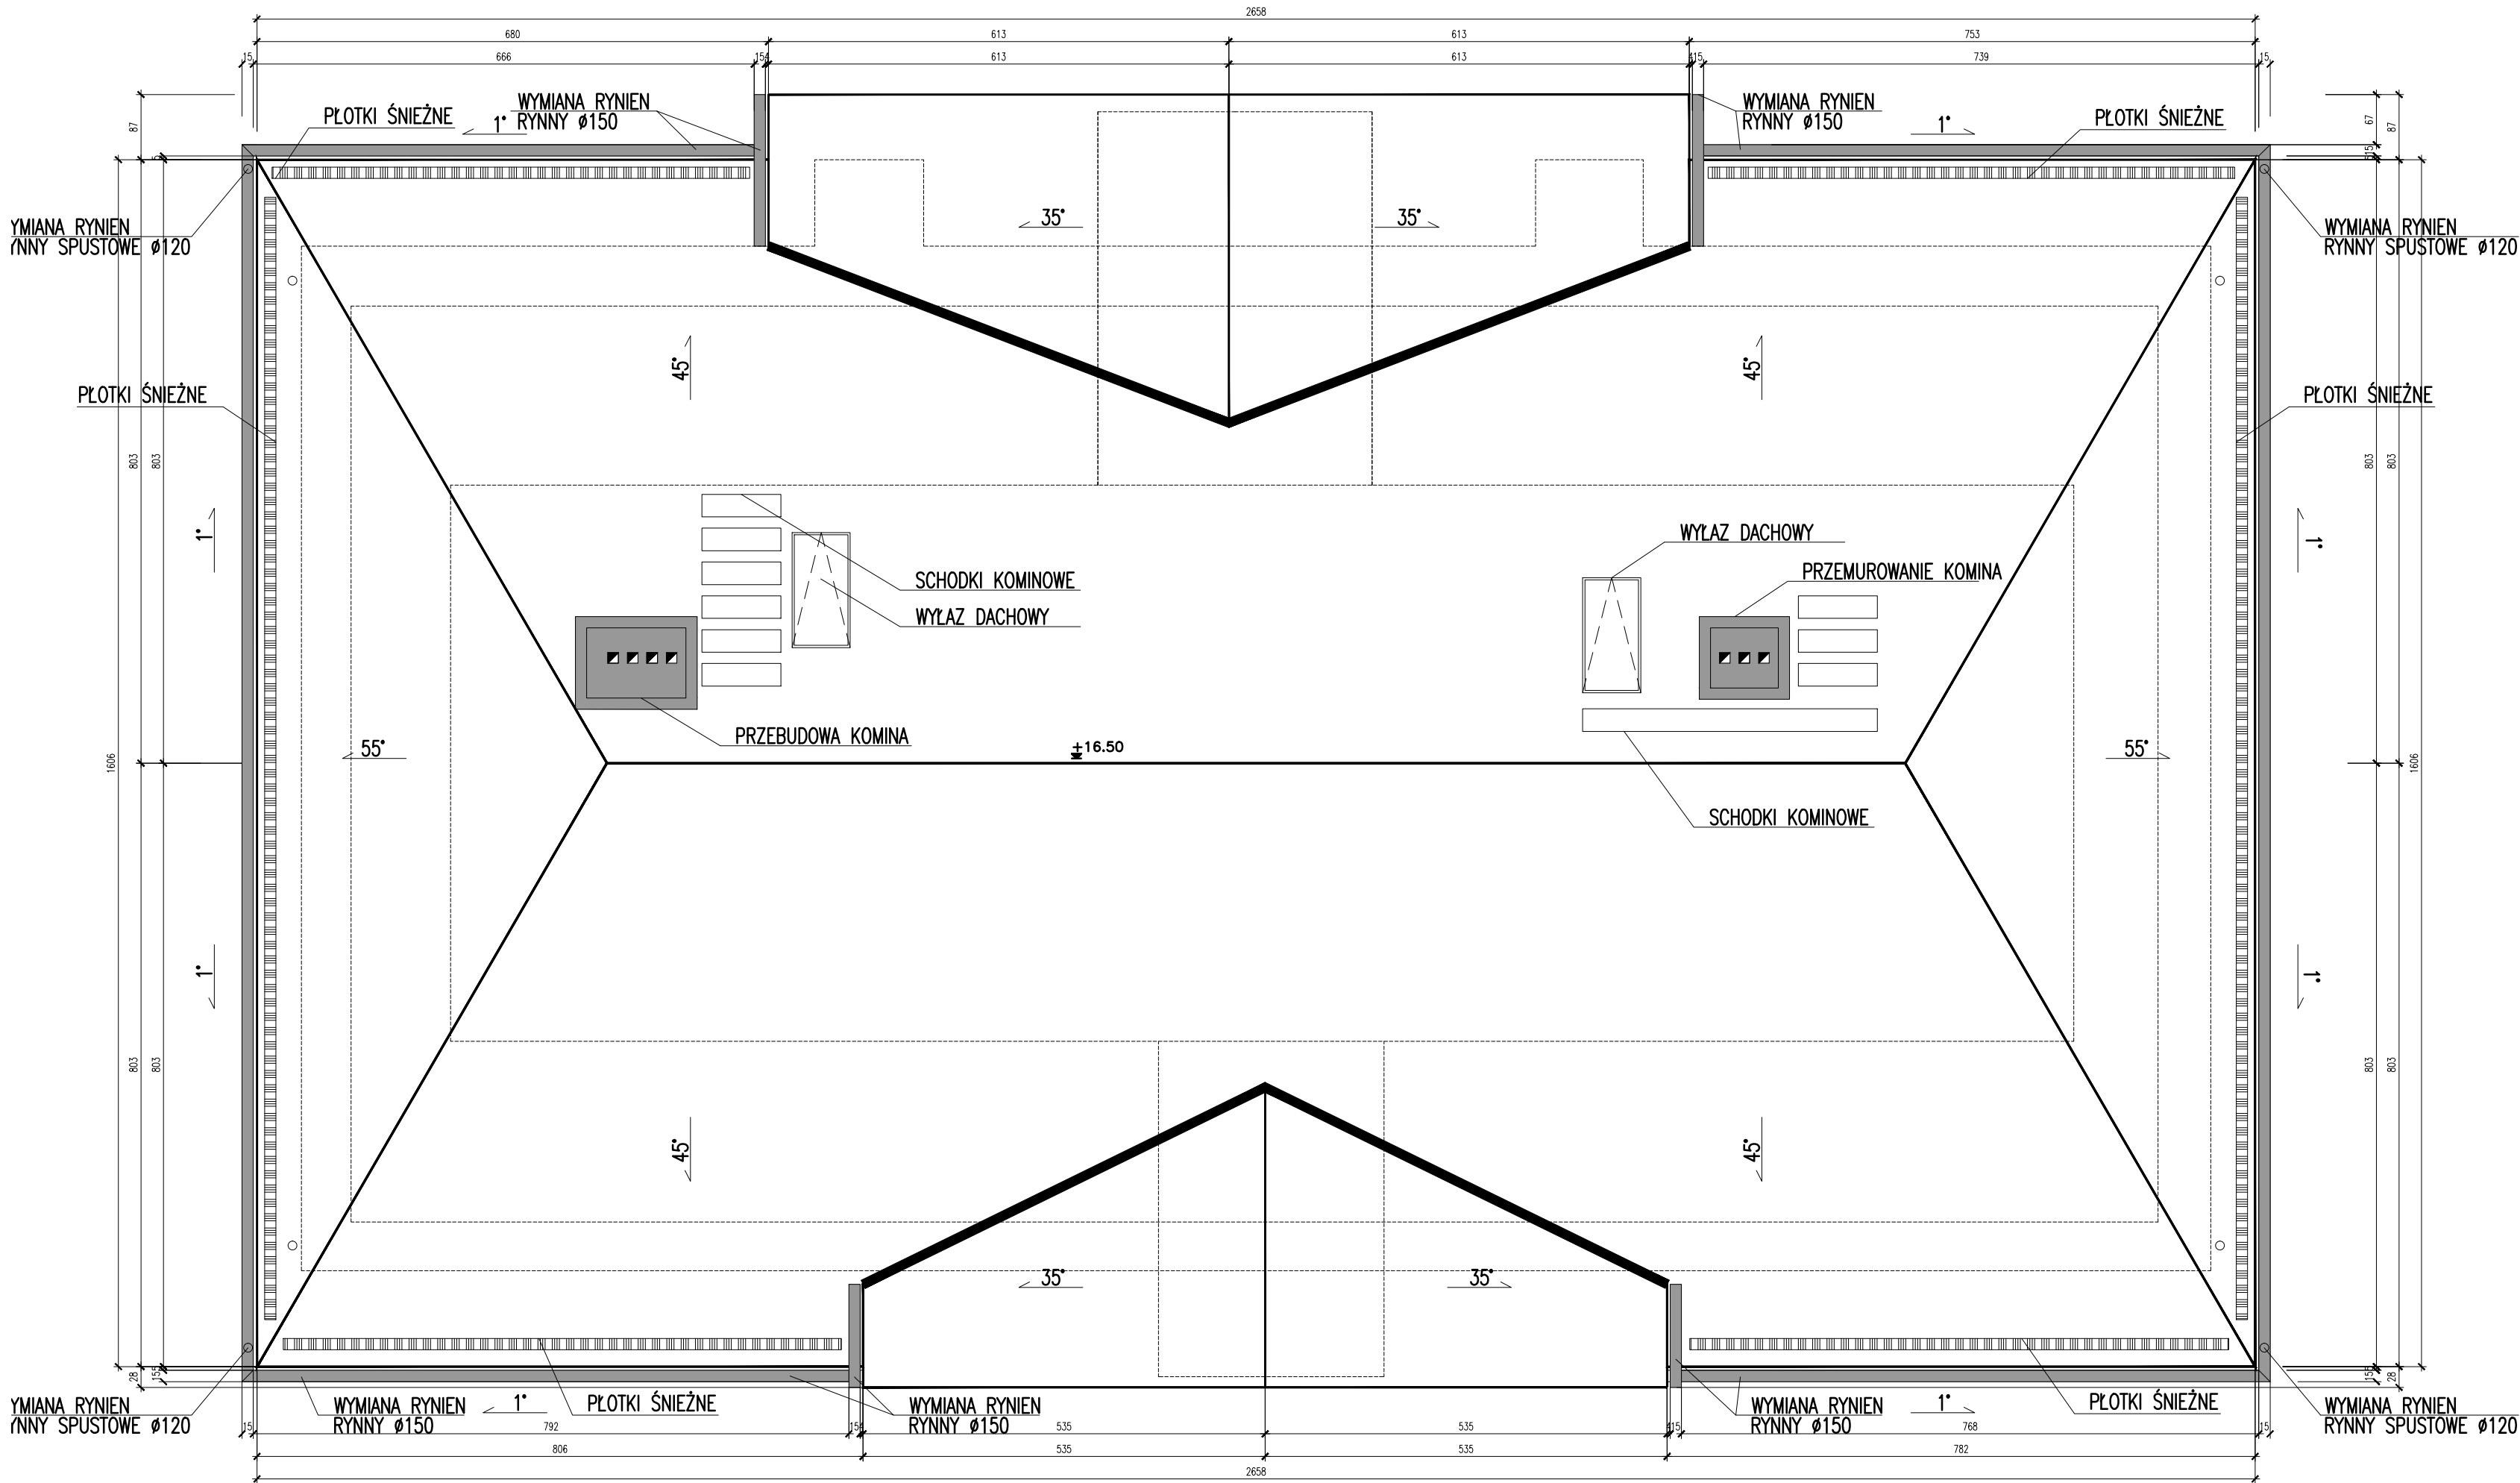 2658
680
613
613
753
15
666
154
613
613
415
739
15
87
PŁOTKI ŚNIEŻNE
1°
WYMIANA RYNIEN
RYNNY ø150
WYMIANA RYNIEN
RYNNY ø150
1°
PŁOTKI ŚNIEŻNE
67
87
YMIANA RYNIEN
YNNY SPUSTOWE ø120
35°
35°
WYMIANA RYNIEN
RYNNY SPUSTOWE ø120
45°
45°
PŁOTKI ŚNIEŻNE
PŁOTKI ŚNIEŻNE
803
803
803
803
1°
1°
SCHODKI KOMINOWE
WYŁAZ DACHOWY
WYŁAZ DACHOWY
PRZEMUROWANIE KOMINA
PRZEBUDOWA KOMINA
55°
±16.50
55°
1606
1606
SCHODKI KOMINOWE
1°
1°
803
803
803
803
45°
45°
35°
35°
28
28
YMIANA RYNIEN
YNNY SPUSTOWE ø120
WYMIANA RYNIEN
RYNNY ø150
1°
PŁOTKI ŚNIEŻNE
WYMIANA RYNIEN
RYNNY ø150
WYMIANA RYNIEN
RYNNY ø150
1°
PŁOTKI ŚNIEŻNE
WYMIANA RYNIEN
RYNNY SPUSTOWE ø120
15
792
154
535
535
415
768
15
806
535
535
782
2658